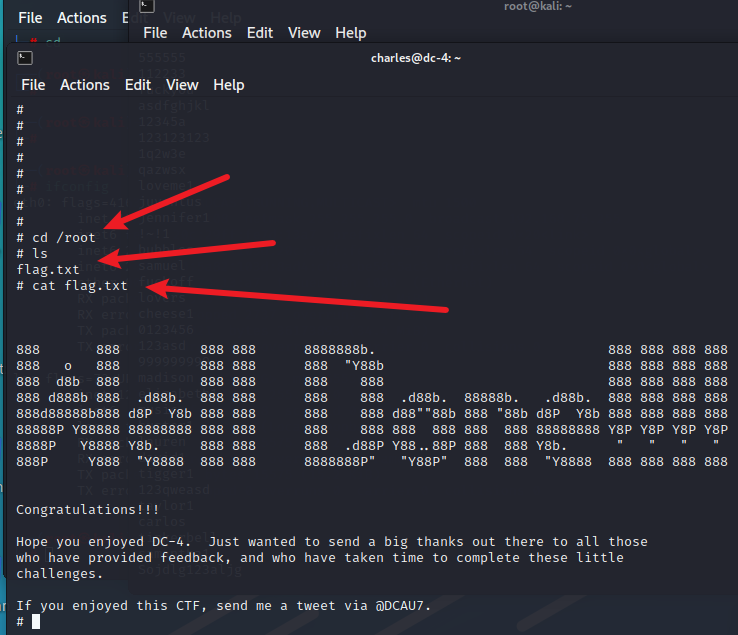 File Actions Edit View Help
root@kali: ~
File Actions Edit View Help
charles@dc-4: ~
File Actions Edit View Help
#
#
#
#
#
#
#
#
# cd /root
# ls
flag.txt
# cat flag.txt
888       888          888 888      8888888b.                             888 888 888 888
888   o   888          888 888      888  "Y88b                            888 888 888 888
888  d8b  888          888 888      888    888                            888 888 888 888
888 d888b 888  .d88b.  888 888      888    888  .d88b.  88888b.   .d88b.  888 888 888 888
888d88888b888 d8P  Y8b 888 888      888    888 d88""88b 888 "88b d8P  Y8b 888 888 888 888
88888P Y88888 88888888 888 888      888    888 888  888 888  888 88888888 Y8P Y8P Y8P Y8P
8888P   Y8888 Y8b.     888 888      888  .d88P Y88..88P 888  888 Y8b.      "   "   "   "
888P     Y888  "Y8888  888 888      8888888P"   "Y88P"  888  888  "Y8888  888 888 888 888
Congratulations!!!
Hope you enjoyed DC-4.  Just wanted to send a big thanks out there to all those
who have provided feedback, and who have taken time to complete these little
challenges.
If you enjoyed this CTF, send me a tweet via @DCAU7.
#